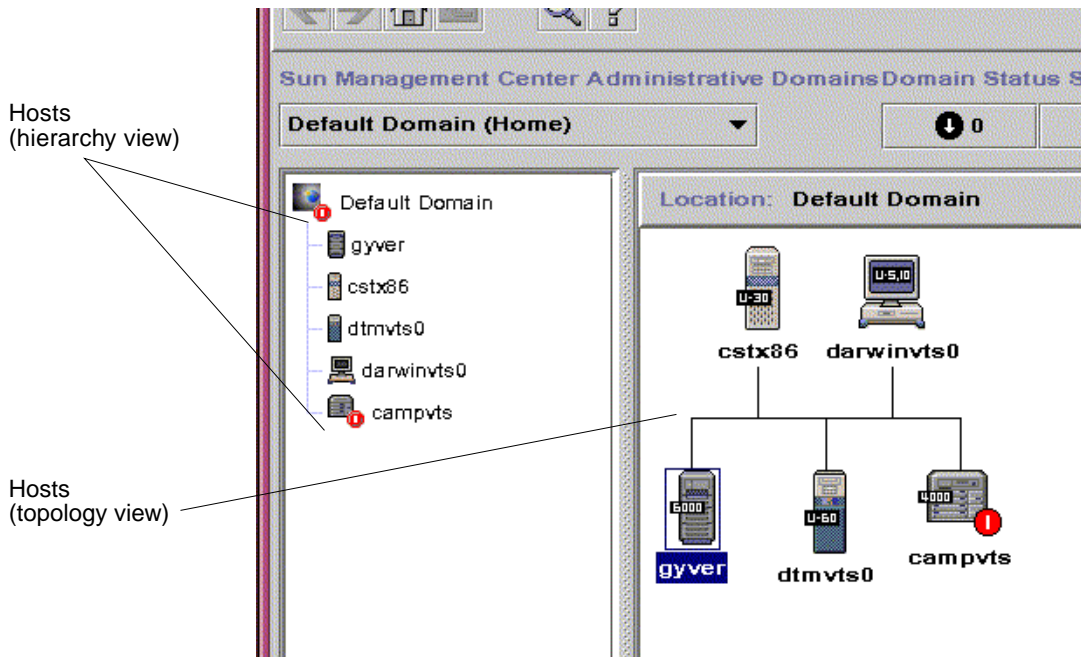 Sun Management Center Administrative Domains Domain Status S
Hosts
(hierarchy view)
Default Domain (Home)
0
Default Domain
gyver
cstx86
dtmvts0
darwinvts0
campvts
Location: Default Domain
U-30
U-5,10
cstx86
darwinvts0
Hosts
(topology view)
6000
U-60
4000
gyver
dtmvts0
campvts